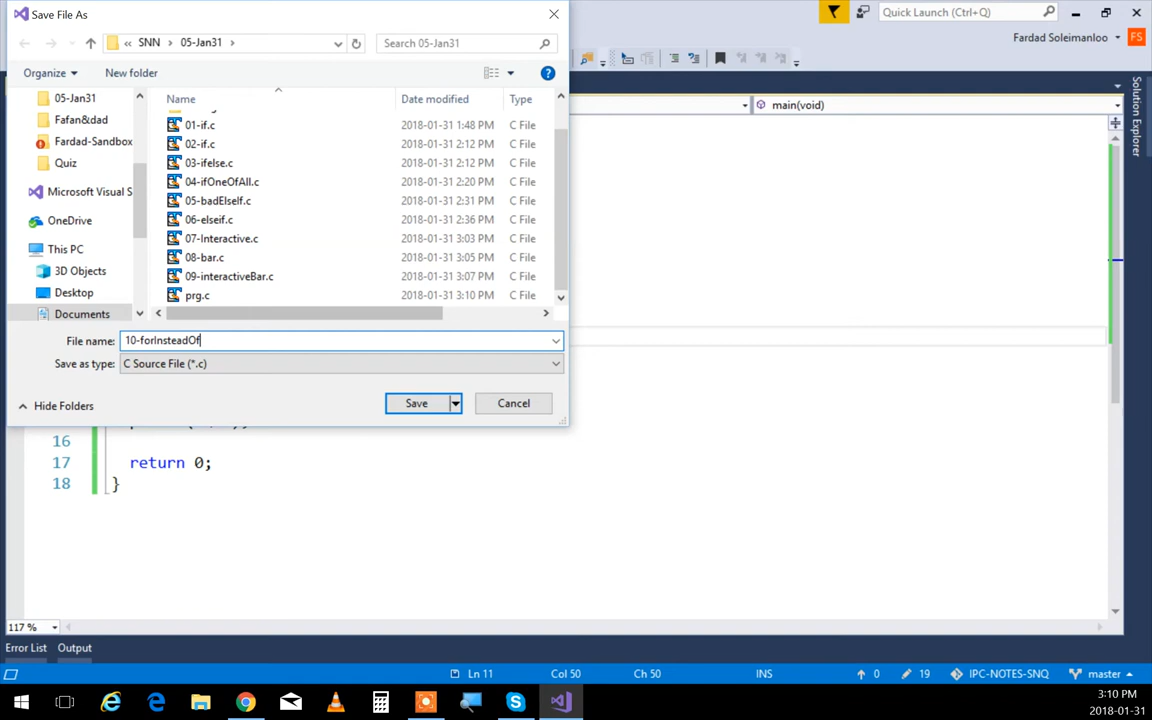 Save File As
Quick Launch (Ctrl+Q)
Fardad Soleimanloo
FS
« SNN > 05-Jan31 >
Search 05-Jan31
Organize
New folder
Name
Date modified
Type
05-Jan31
Fafan&dad
Fardad-Sandbox
Quiz
Microsoft Visual S
OneDrive
This PC
3D Objects
Desktop
Documents
01-if.c 2018-01-31 1:48 PM C File
02-if.c 2018-01-31 2:12 PM C File
03-ifelse.c 2018-01-31 2:12 PM C File
04-ifOneOfAll.c 2018-01-31 2:20 PM C File
05-badElself.c 2018-01-31 2:31 PM C File
06-elseif.c 2018-01-31 2:36 PM C File
07-Interactive.c 2018-01-31 3:03 PM C File
08-bar.c 2018-01-31 3:05 PM C File
09-interactiveBar.c 2018-01-31 3:07 PM C File
prg.c 2018-01-31 3:10 PM C File
File name: 10-forInsteadOf
Save as type: C Source File (*.c)
Hide Folders
Save
Cancel
main(void)
Solution Explorer
16
17 return 0;
18 }
117 %
Error List Output
Ln 11 Col 50 Ch 50 INS 0 19 IPC-NOTES-SNQ master
3:10 PM
2018-01-31